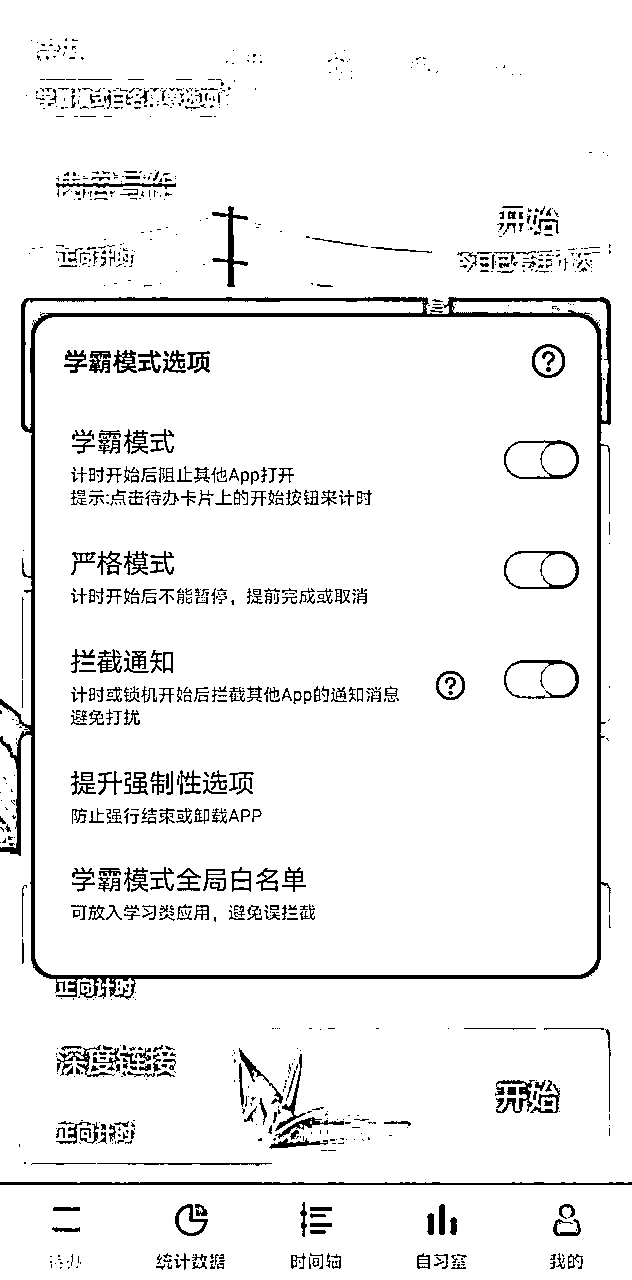 学霸模式白名单等选项
开始
正向计时
学霸模式选项
学霸模式
计时开始后阻止其他App打开
提示:点击待办卡片上的开始按钮来计时
严格模式
计时开始后不能暂停，提前完成或取消
拦截通知
计时或锁机开始后拦截其他App的通知消息
避免打扰
提升强制性选项
防止强行结束或卸载APP
学霸模式全局白名单
可放入学习类应用，避免误拦截
正向计时
深度链接
开始
正向计时
待办
统计数据
时间轴
自习室
我的